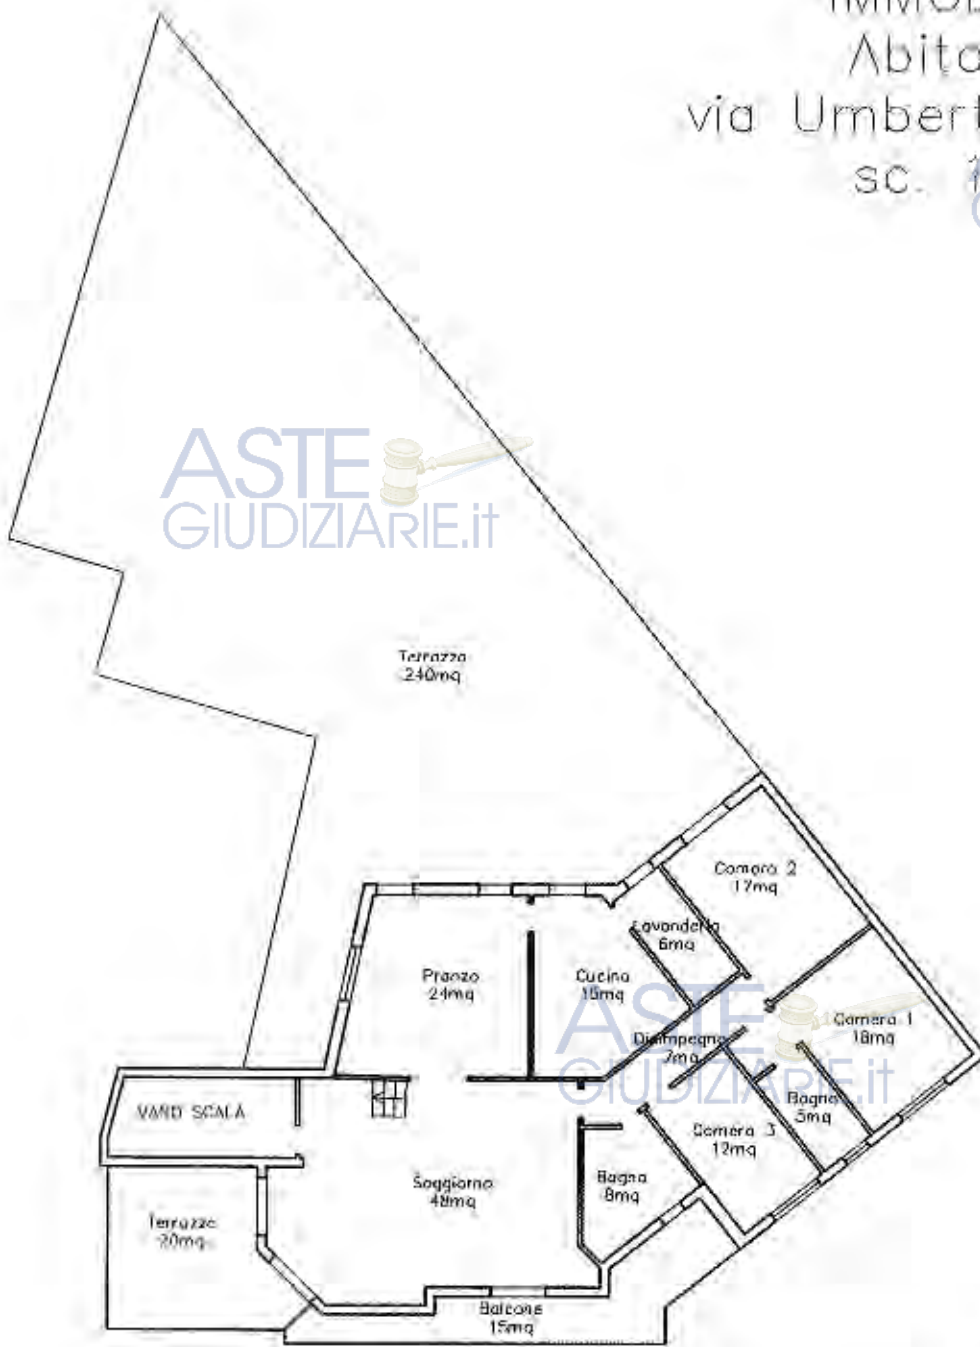 Abita
via Umbert
sc.
ASTE
GIUDIZIARIE.it
Terrazzo
240mq
Camera 2
17mq
Lavanderia
6mq
Pranzo
24mq
Cucina
15mq
ASTE
GIUDIZIARIE.it
Camera 1
18mq
Disimpegno
7mq
Bagno
5mq
VANO SCALA
Camera 3
12mq
Soggiorno
48mq
Bagno
8mq
Terrazzo
20mq
Balcone
15mq